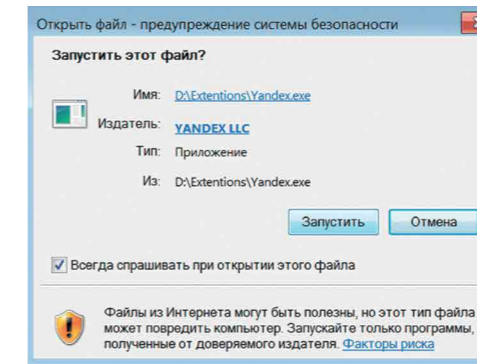 Открыть файл - предупреждение системы безопасности
Запустить этот файл?
Имя: D:\Extentions\Yandex.exe
Издатель: YANDEX LLC
Тип: Приложение
Из: D:\Extentions\Yandex.exe
Запустить Отмена
Всегда спрашивать при открытии этого файла
Файлы из Интернета могут быть полезны, но этот тип файла
может повредить компьютер. Запускайте только программы,
полученные от доверяемого издателя. Факторы риска